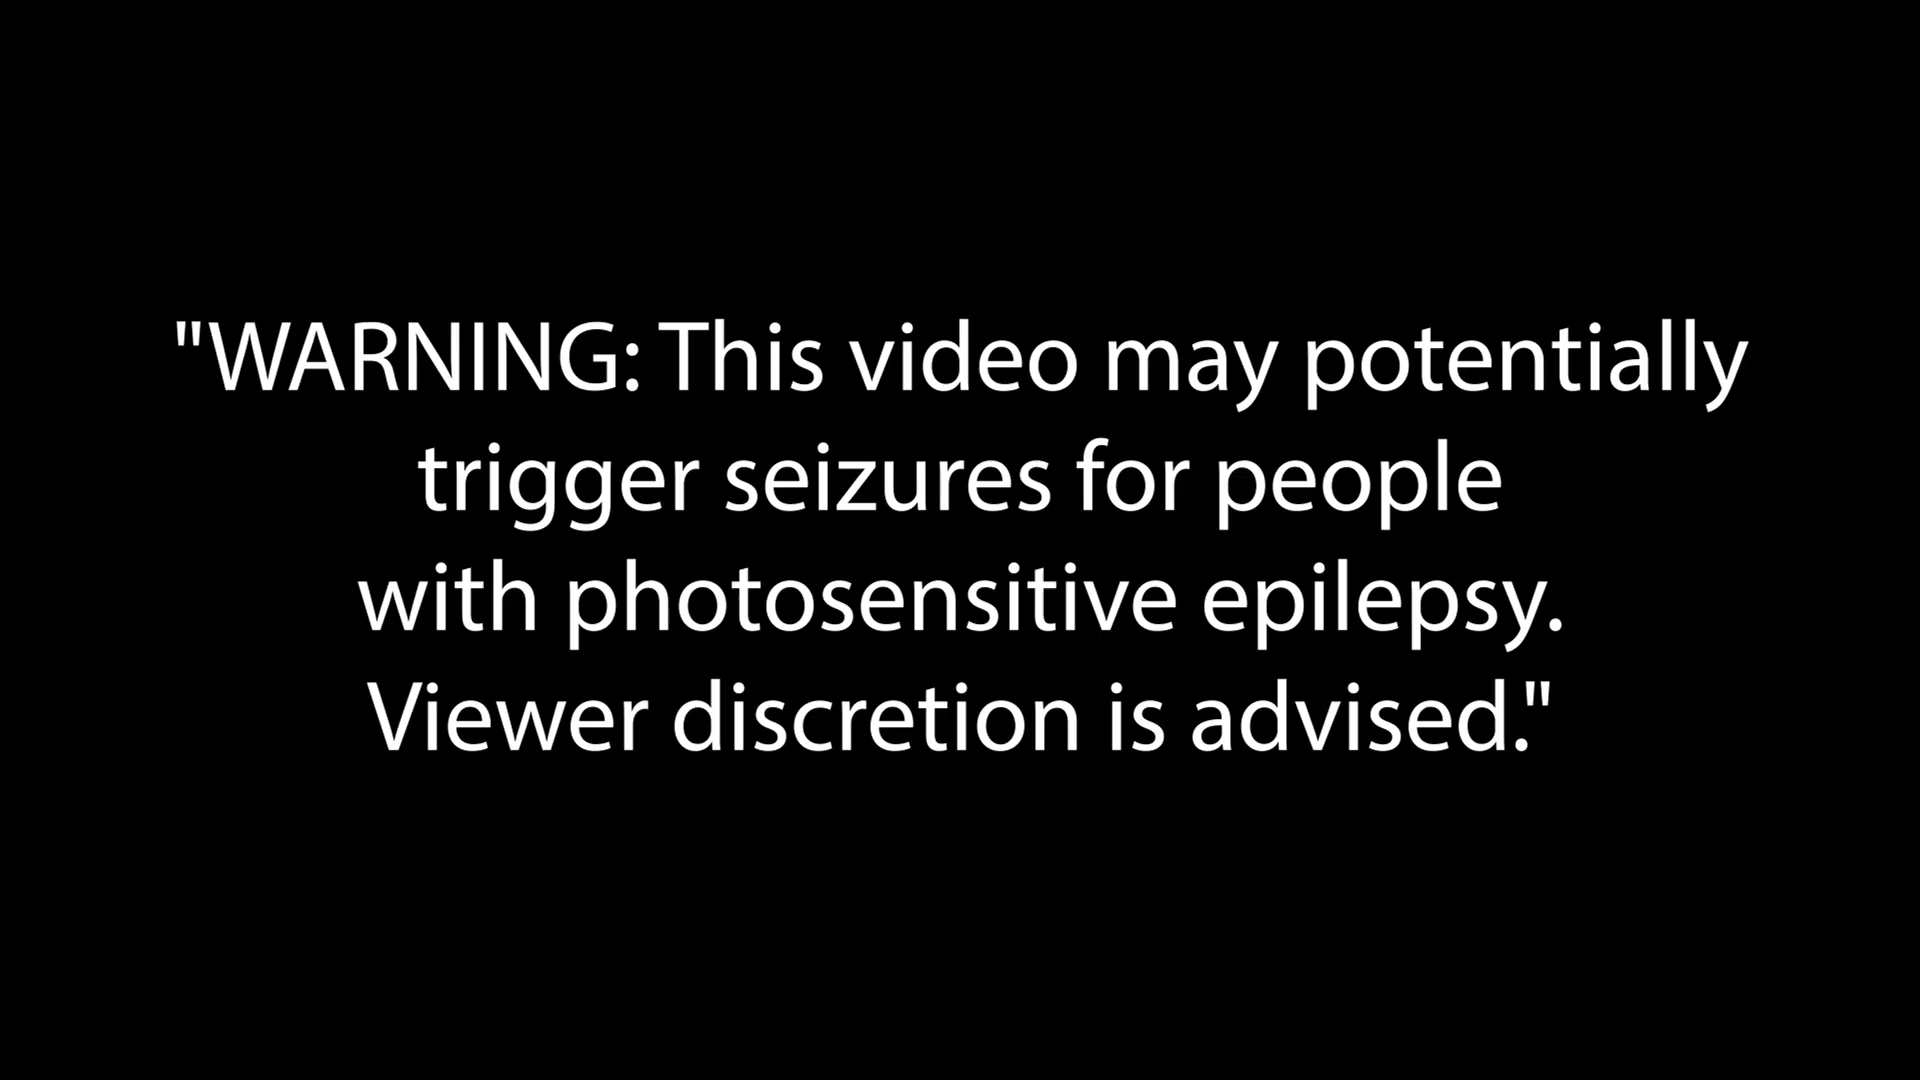 "WARNING: This video may potentially
trigger seizures for people
with photosensitive epilepsy.
Viewer discretion is advised."